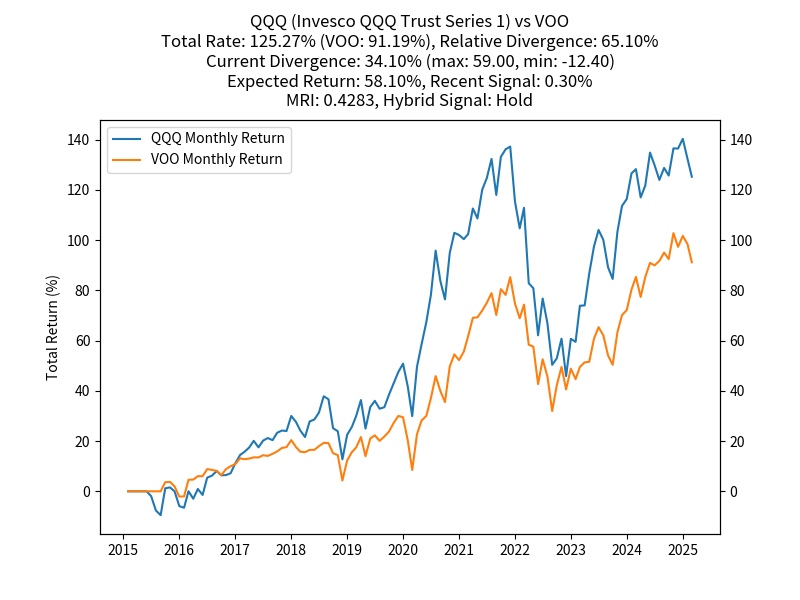 QQQ (Invesco QQQ Trust Series 1) vs VOO
Total Rate: 125.27% (VOO: 91.19%), Relative Divergence: 65.10%
Current Divergence: 34.10% (max: 59.00, min: -12.40)
Expected Return: 58.10%, Recent Signal: 0.30%
MRI: 0.4283, Hybrid Signal: Hold
QQQ Monthly Return
VOO Monthly Return
Total Return (%)
140 140
120 120
100 100
80 80
60 60
40 40
20 20
0 0
2015 2016 2017 2018 2019 2020 2021 2022 2023 2024 2025